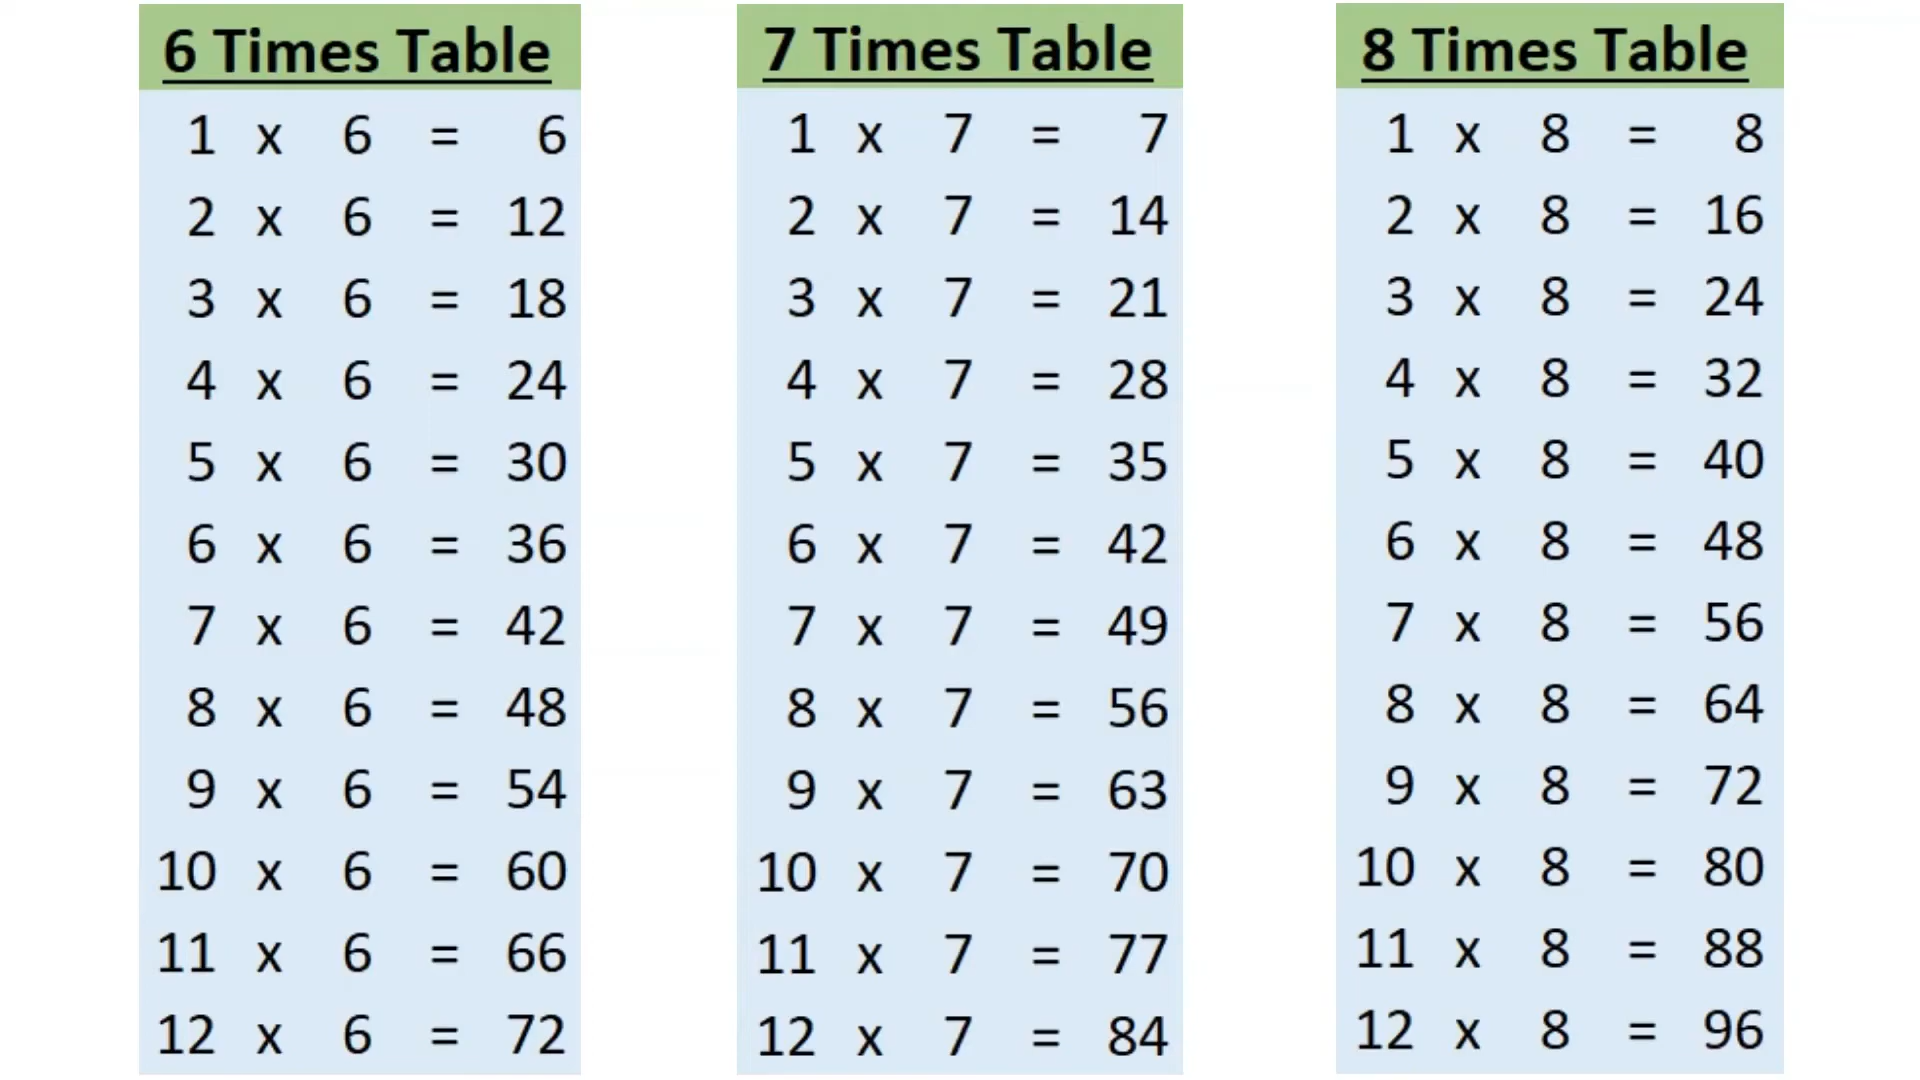 6 Times Table
1 x 6 = 6
2 x 6 = 12
3 x 6 = 18
4 x 6 = 24
5 x 6 = 30
6 x 6 = 36
7 x 6 = 42
8 x 6 = 48
9 x 6 = 54
10 x 6 = 60
11 x 6 = 66
12 x 6 = 72
7 Times Table
1 x 7 = 7
2 x 7 = 14
3 x 7 = 21
4 x 7 = 28
5 x 7 = 35
6 x 7 = 42
7 x 7 = 49
8 x 7 = 56
9 x 7 = 63
10 x 7 = 70
11 x 7 = 77
12 x 7 = 84
8 Times Table
1 x 8 = 8
2 x 8 = 16
3 x 8 = 24
4 x 8 = 32
5 x 8 = 40
6 x 8 = 48
7 x 8 = 56
8 x 8 = 64
9 x 8 = 72
10 x 8 = 80
11 x 8 = 88
12 x 8 = 96